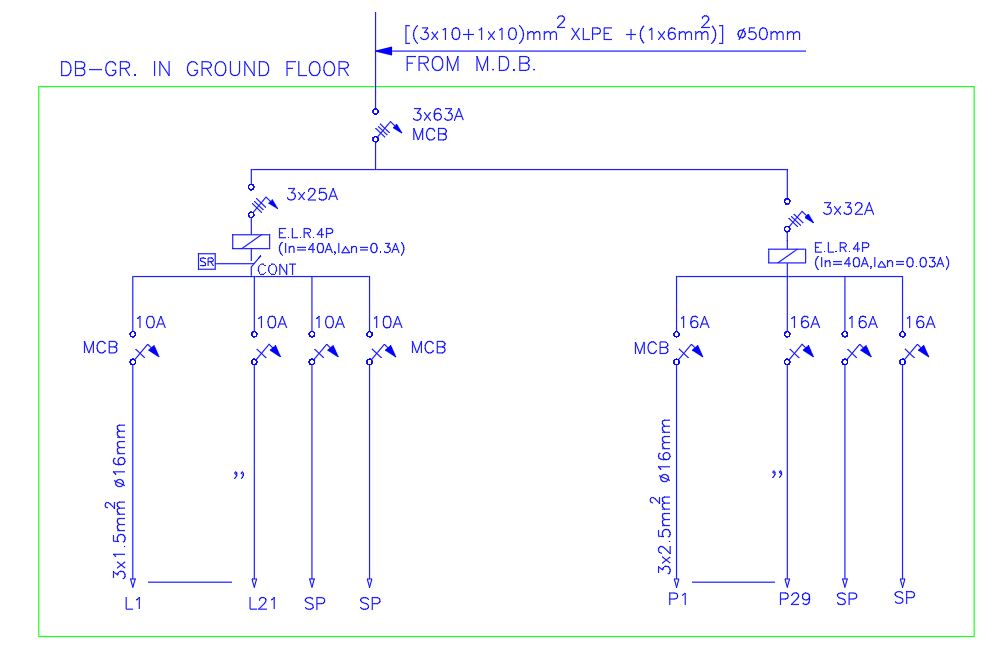 [(3x10+1x10)mm² XLPE +(1x6mm²)] ø50mm
FROM M.D.B.
DB-GR. IN GROUND FLOOR
3x63A
MCB
3x25A
E.L.R.4P
(In=40A,I△n=0.3A)
SR
CONT
3x32A
E.L.R.4P
(In=40A,I△n=0.03A)
10A
10A
10A
10A
MCB
MCB
16A
16A
16A
16A
MCB
3x1.5mm² ø16mm
”
3x2.5mm² ø16mm
”
L1
L21
SP
SP
P1
P29
SP
SP